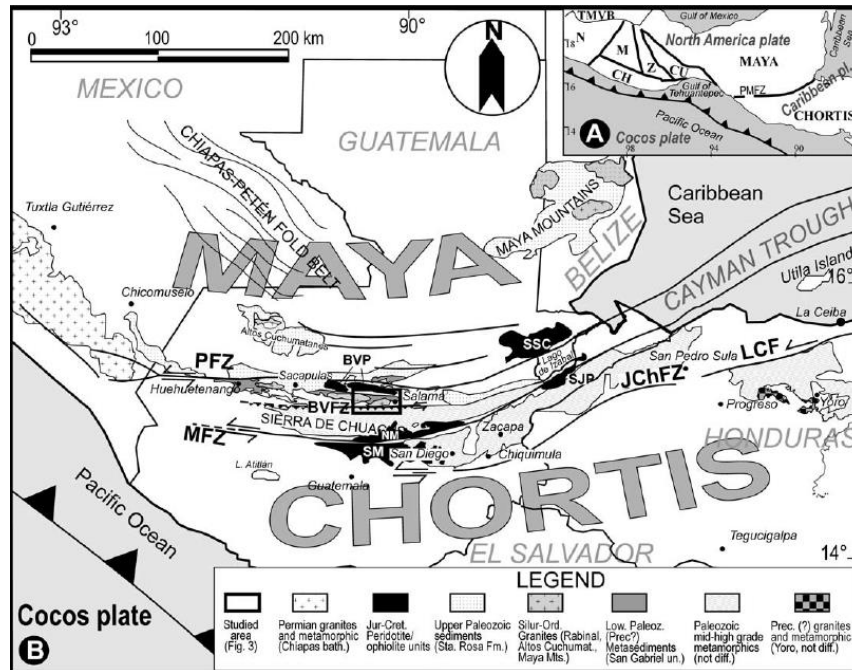 93°
90°
0 100 200 km
N
MEXICO
GUATEMALA
CHIAPAS-PETÉN FOLD BELT
Tuxtla Gutiérrez
MAYA MOUNTAINS
BELIZE
Caribbean Sea
CAYMAN TROUGH
Utila Island
16°
MAYA
Chicomuselo
Altos Cuchumatanes
La Ceiba
SSC
Lago de Izabal
PFZ
BVP
San Pedro Sula
LCF
Huehuetenango
Sacapulas
Salamá
SJP
JChFZ
BVFZ
Progreso
Yoro
SIERRA DE CHUACÚS
Zacapa
HONDURAS
MFZ
NM
SM
San Diego
Chiquimula
L. Atitlán
Guatemala
CHORTIS
Pacific Ocean
EL SALVADOR
Tegucigalpa
14°
Cocos plate
B
TMVB
Gulf of Mexico
Caribbean Sea
North America plate
18
N
M
Z
CU
MAYA
CH
Gulf of Tehuantepec
PMFZ
Caribbean pl.
16
CHORTIS
14
A
Pacific Ocean
Cocos plate
98
94
90
LEGEND
Studied area (Fig. 3)
Permian granites and metamorphic (Chiapas bath.)
Jur-Cret. Peridotite/ophiolite units
Upper Paleozoic sediments (Sta. Rosa Fm.)
Silur-Ord. Granites (Rabinal, Altos Cuchumat., Maya Mts.)
Low. Paleoz. (Prec?) Metasediments (San Gabriel un.)
Paleozoic mid-high grade metamorphics (not diff.)
Prec. (?) granites and metamorphic (Yoro, not diff.)